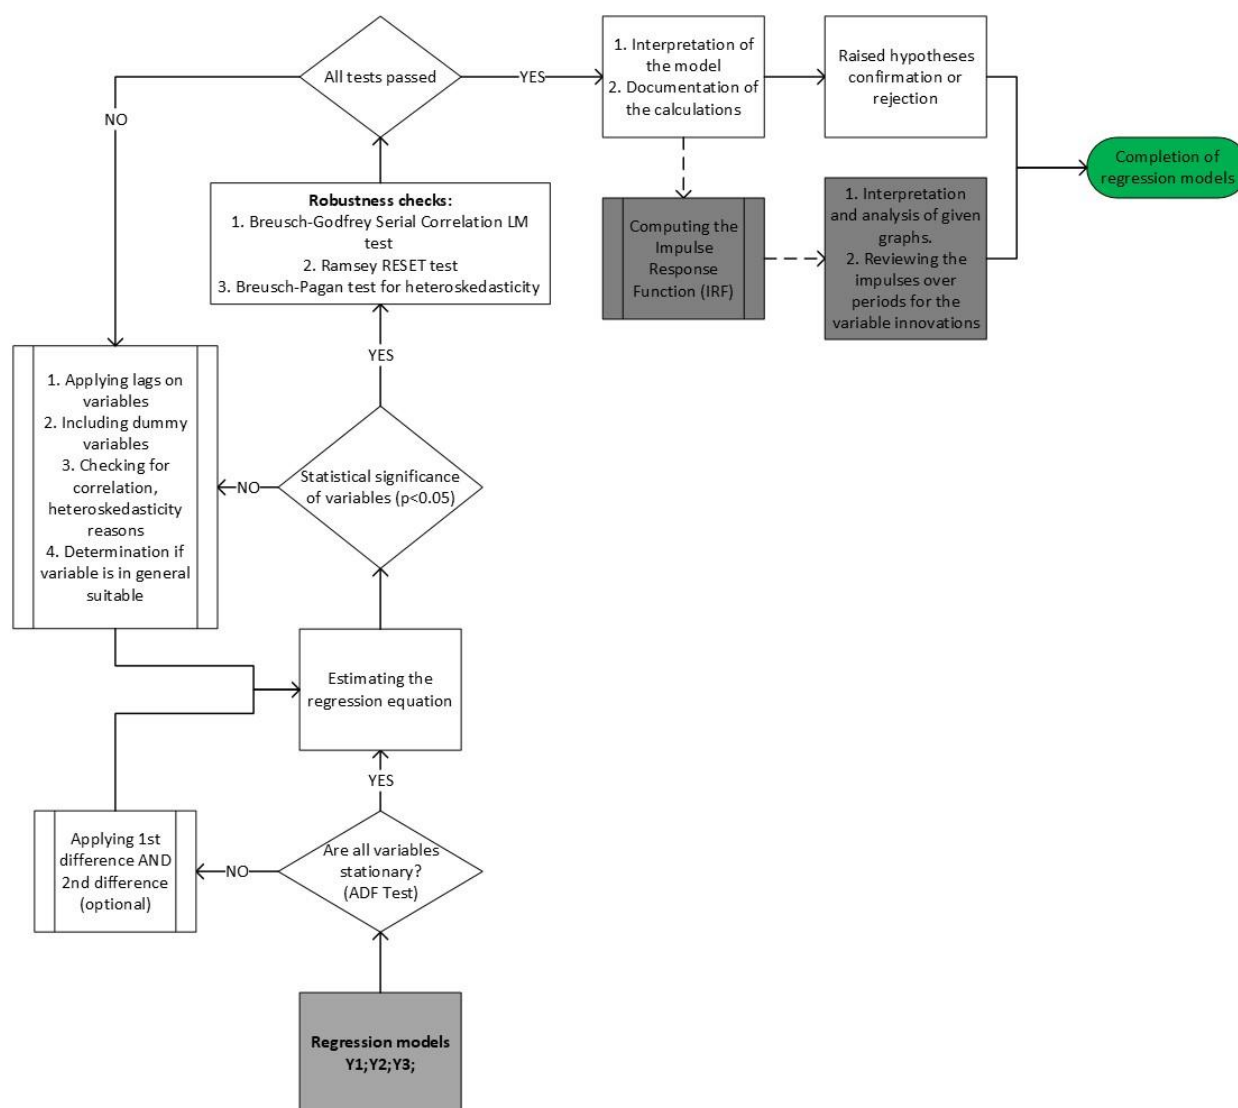 All tests passed
YES
1. Interpretation of
the model
2. Documentation of
the calculations
Raised hypotheses
confirmation or
rejection
NO
Completion of
regression models
Robustness checks:
1. Breusch-Godfrey Serial Correlation LM
test
2. Ramsey RESET test
3. Breusch-Pagan test for heteroskedasticity
Computing the
Impulse
Response
Function (IRF)
1. Interpretation
and analysis of given
graphs.
2. Reviewing the
impulses over
periods for the
variable innovations
YES
1. Applying lags on
variables
2. Including dummy
variables
3. Checking for
correlation,
heteroskedasticity
reasons
4. Determination if
variable is in general
suitable
NO
Statistical significance
of variables (p<0.05)
Estimating the
regression equation
YES
Applying 1st
difference AND
2nd difference
(optional)
NO
Are all variables
stationary?
(ADF Test)
Regression models
Y1;Y2;Y3;